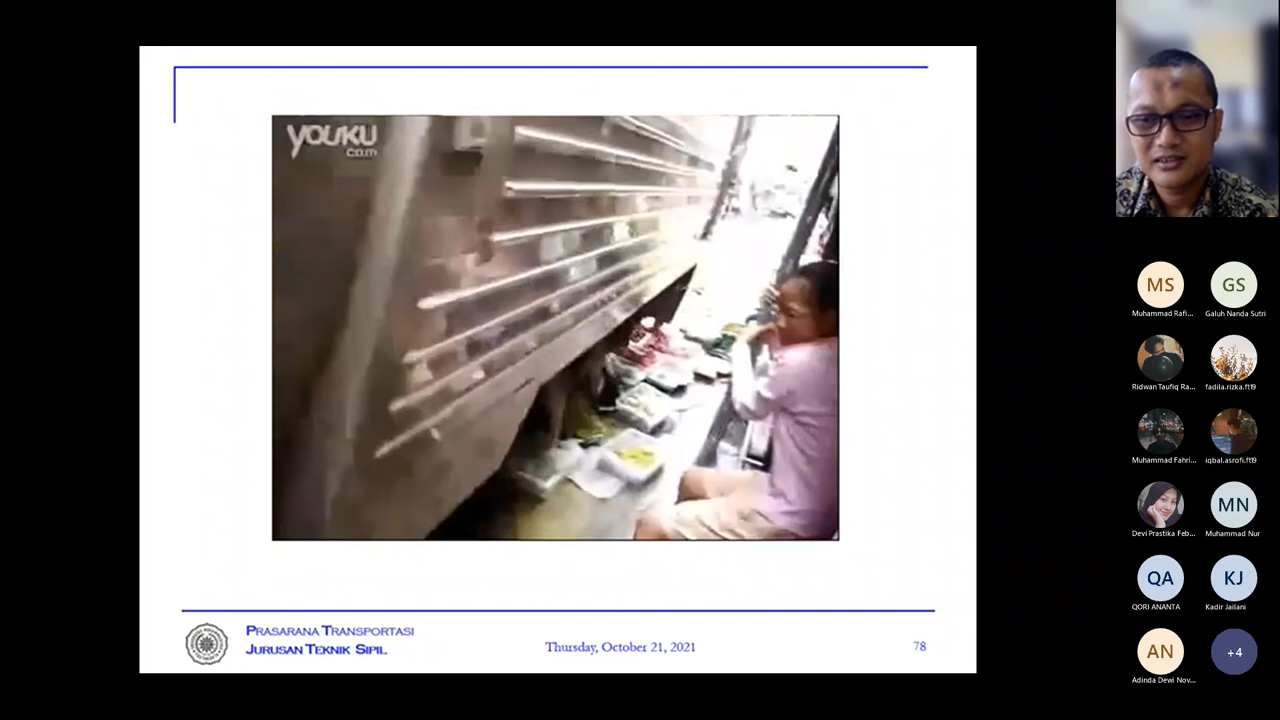 YOUKU
.com
PRASARANA TRANSPORTASI
JURUSAN TEKNIK SIPIL
Thursday, October 21, 2021
78
MS
Muhammad Rafi...
GS
Galuh Nanda Sutri
Ridwan Taufiq Ra...
fadila.rizka.ft19
Muhammad Fahri...
iqbal.asrofi.ft19
Devi Prastika Feb...
MN
Muhammad Nur
QA
QORI ANANTA
KJ
Kadir Jailani
AN
Adinda Dewi Nov...
+4